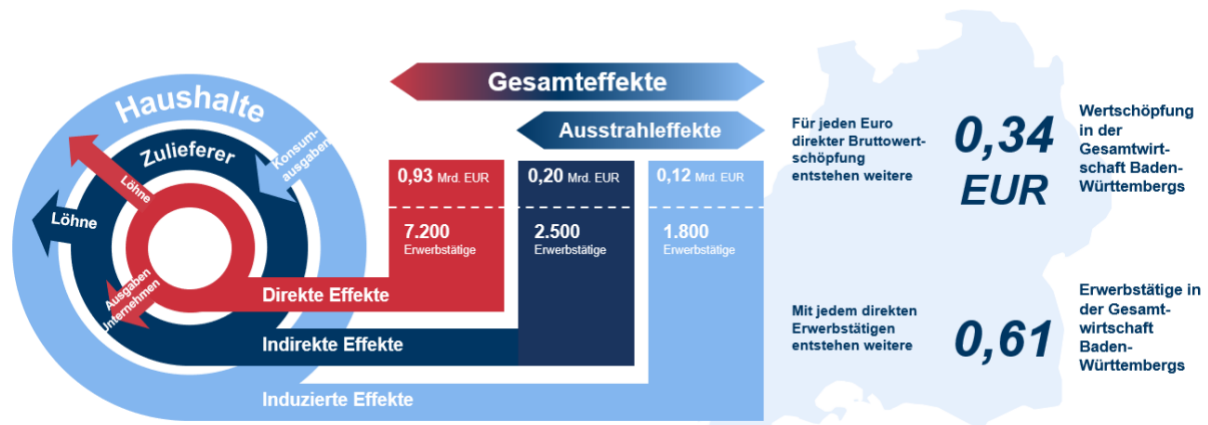 Haushalte
Zulieferer
Konsum-
ausgaben
Löhne
Löhne
Ausgaben
Unternehmen
Direkte Effekte
Indirekte Effekte
Induzierte Effekte
Gesamteffekte
Ausstrahleffekte
0,93 Mrd. EUR
7.200
Erwerbstätige
0,20 Mrd. EUR
2.500
Erwerbstätige
0,12 Mrd. EUR
1.800
Erwerbstätige
Für jeden Euro
direkter Bruttowert-
schöpfung
entstehen weitere
0,34
EUR
Wertschöpfung
in der
Gesamtwirt-
schaft Baden-
Württembergs
Mit jedem direkten
Erwerbstätigen
entstehen weitere
0,61
Erwerbstätige in
der Gesamt-
wirtschaft
Baden-
Württembergs